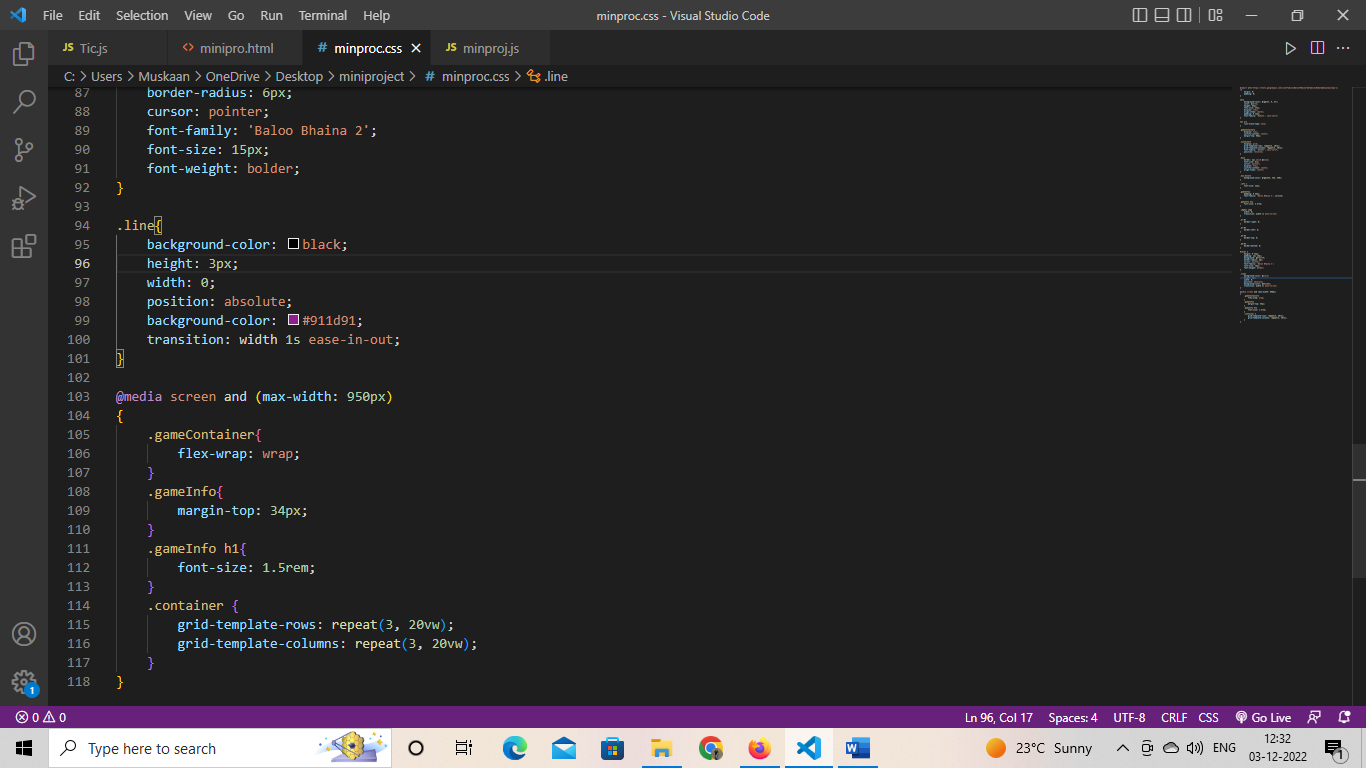 File Edit Selection View Go Run Terminal Help minproc.css - Visual Studio Code
JS Tic.js <> minipro.html # minproc.css JS minproj.js
C: > Users > Muskaan > OneDrive > Desktop > miniproject > # minproc.css > .line
87 border-radius: 6px;
88 cursor: pointer;
89 font-family: 'Baloo Bhaina 2';
90 font-size: 15px;
91 font-weight: bolder;
92 }
93
94 .line{
95 background-color: black;
96 height: 3px;
97 width: 0;
98 position: absolute;
99 background-color: #911d91;
100 transition: width 1s ease-in-out;
101 }
102
103 @media screen and (max-width: 950px)
104 {
105 .gameContainer{
106 flex-wrap: wrap;
107 }
108 .gameInfo{
109 margin-top: 34px;
110 }
111 .gameInfo h1{
112 font-size: 1.5rem;
113 }
114 .container {
115 grid-template-rows: repeat(3, 20vw);
116 grid-template-columns: repeat(3, 20vw);
117 }
118 }
1
0 0 Ln 96, Col 17 Spaces: 4 UTF-8 CRLF CSS Go Live
Type here to search 23°C Sunny ENG 12:32
03-12-2022 1